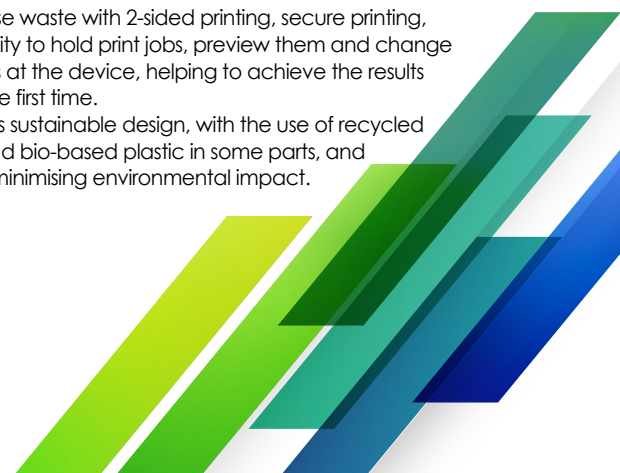 se waste with 2-sided printing, secure printing,
ity to hold print jobs, preview them and change
s at the device, helping to achieve the results
e first time.
s sustainable design, with the use of recycled
d bio-based plastic in some parts, and
minimising environmental impact.